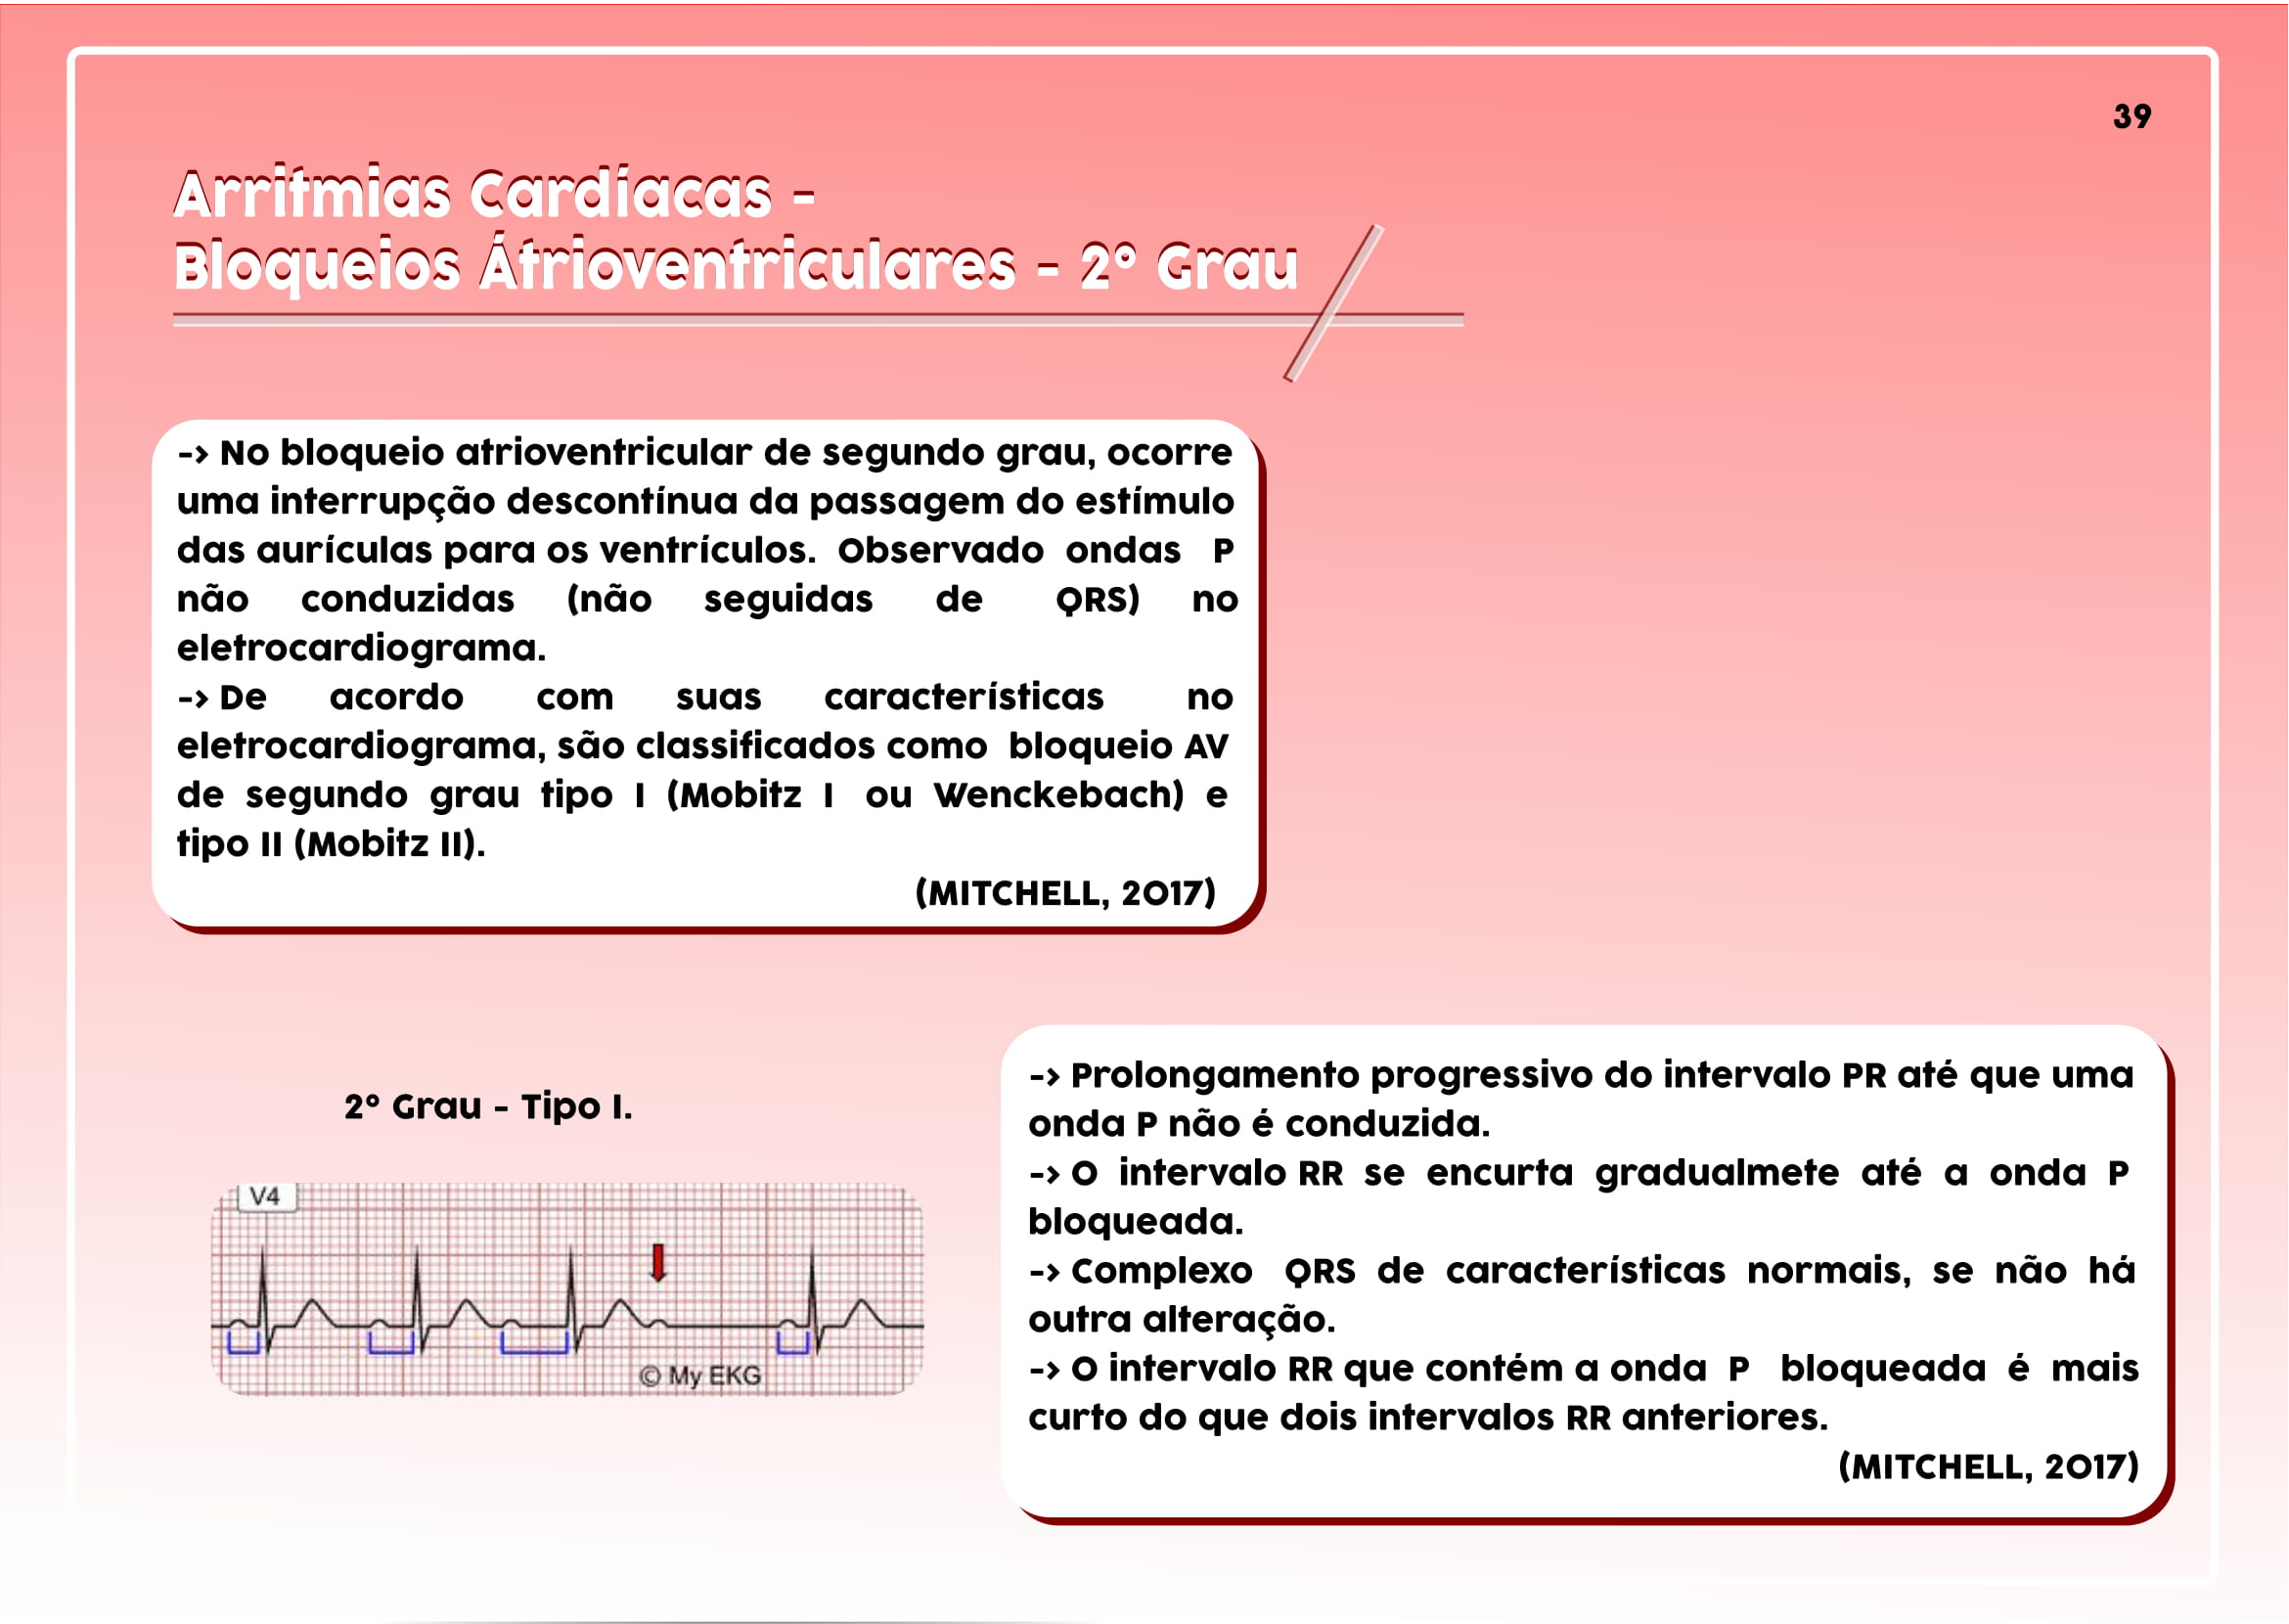 39
Arritmias Cardíacas -
Bloqueios Átrioventriculares - 2º Grau
-> No bloqueio atrioventricular de segundo grau, ocorre
uma interrupção descontínua da passagem do estímulo
das aurículas para os ventrículos. Observado ondas P
não conduzidas (não seguidas de QRS) no
eletrocardiograma.
-> De acordo com suas características no
eletrocardiograma, são classificados como bloqueio AV
de segundo grau tipo I (Mobitz I ou Wenckebach) e
tipo II (Mobitz II).
(MITCHELL, 2017)
2º Grau - Tipo I.
V4
© My EKG
-> Prolongamento progressivo do intervalo PR até que uma
onda P não é conduzida.
-> O intervalo RR se encurta gradualmete até a onda P
bloqueada.
-> Complexo QRS de características normais, se não há
outra alteração.
-> O intervalo RR que contém a onda P bloqueada é mais
curto do que dois intervalos RR anteriores.
(MITCHELL, 2017)